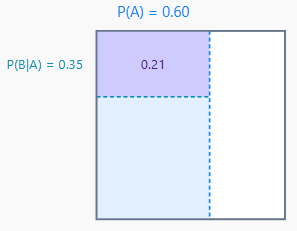 P(A) = 0.60
P(B|A) = 0.35
0.21